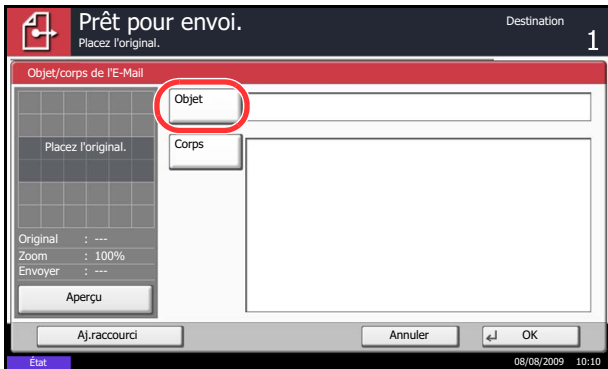 Prêt pour envoi.
Placez l'original.
Destination
1
Objet/corps de l'E-Mail
Objet
Placez l'original.
Corps
Original : ---
Zoom : 100%
Envoyer : ---
Aperçu
Aj.raccourci
Annuler
OK
État
08/08/2009 10:10